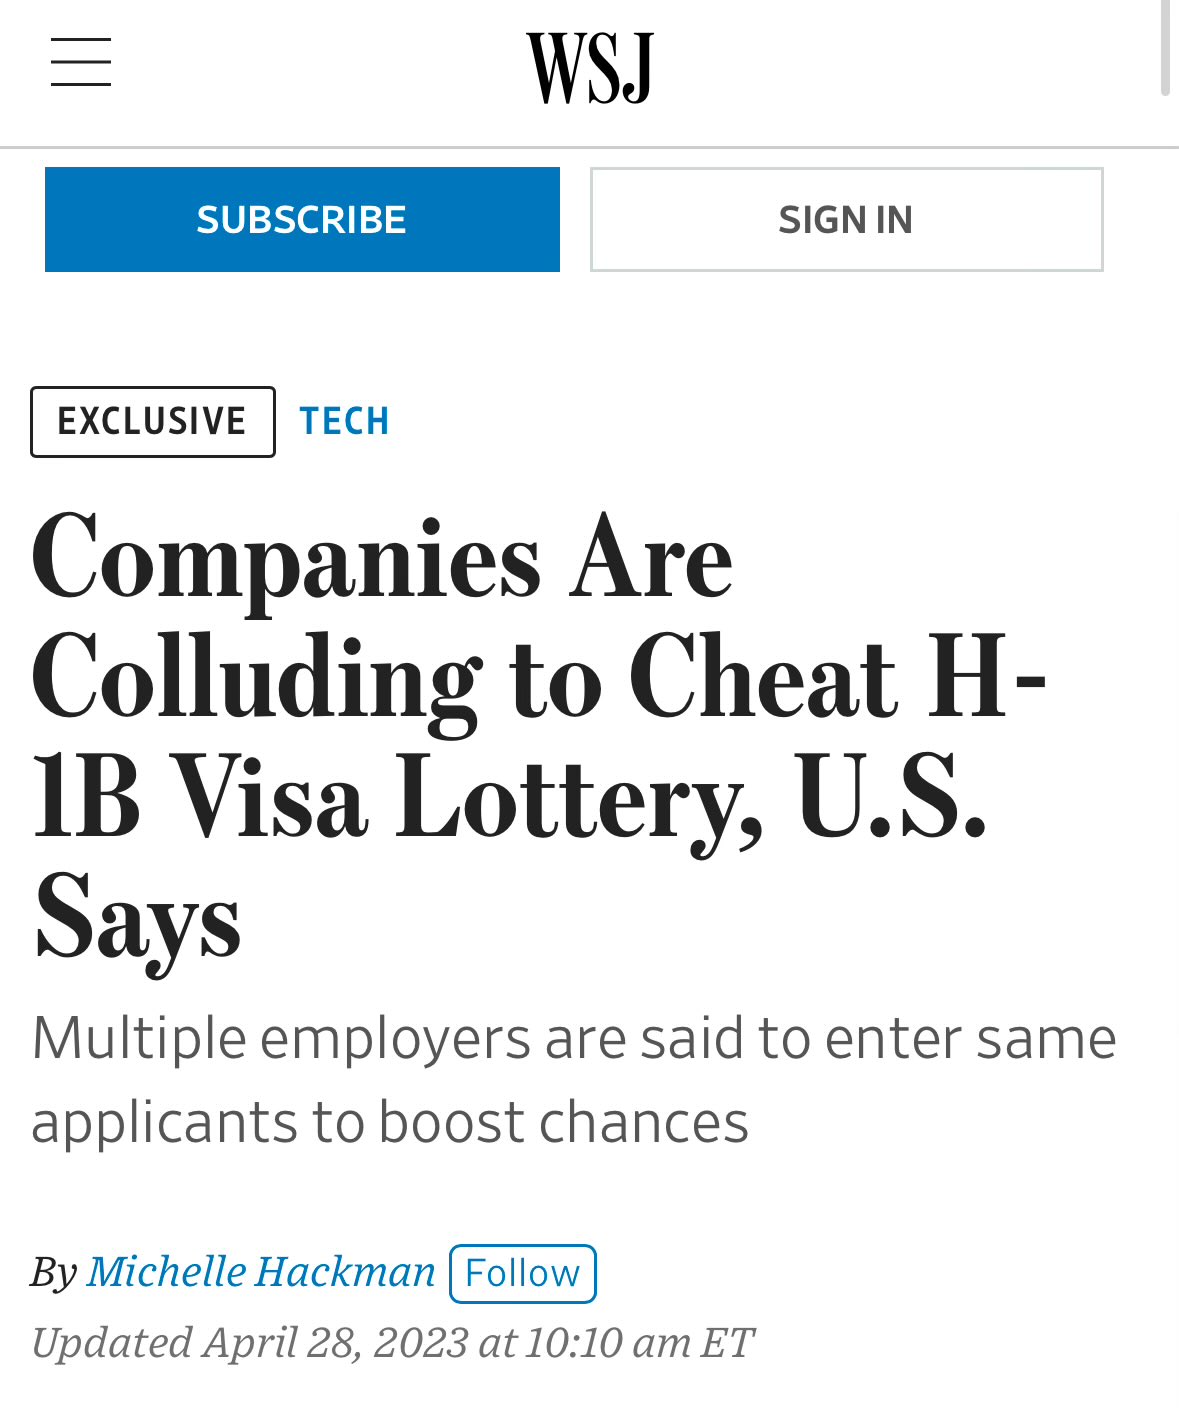 WSJ
SUBSCRIBE
SIGN IN
EXCLUSIVE TECH
Companies Are
Colluding to Cheat H-
1B Visa Lottery, U.S.
Says
Multiple employers are said to enter same
applicants to boost chances
By Michelle Hackman Follow
Updated April 28, 2023 at 10:10 am ET